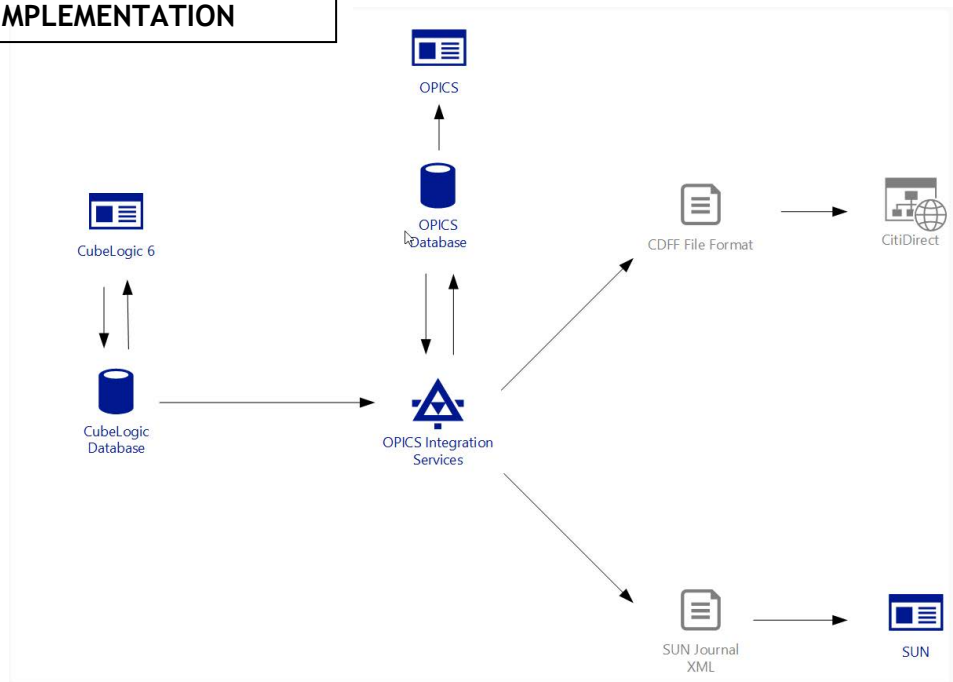 MPLEMENTATION
OPICS
OPICS
Database
CubeLogic 6
CDFF File Format
CitiDirect
CubeLogic
Database
OPICS Integration
Services
SUN Journal
XML
SUN